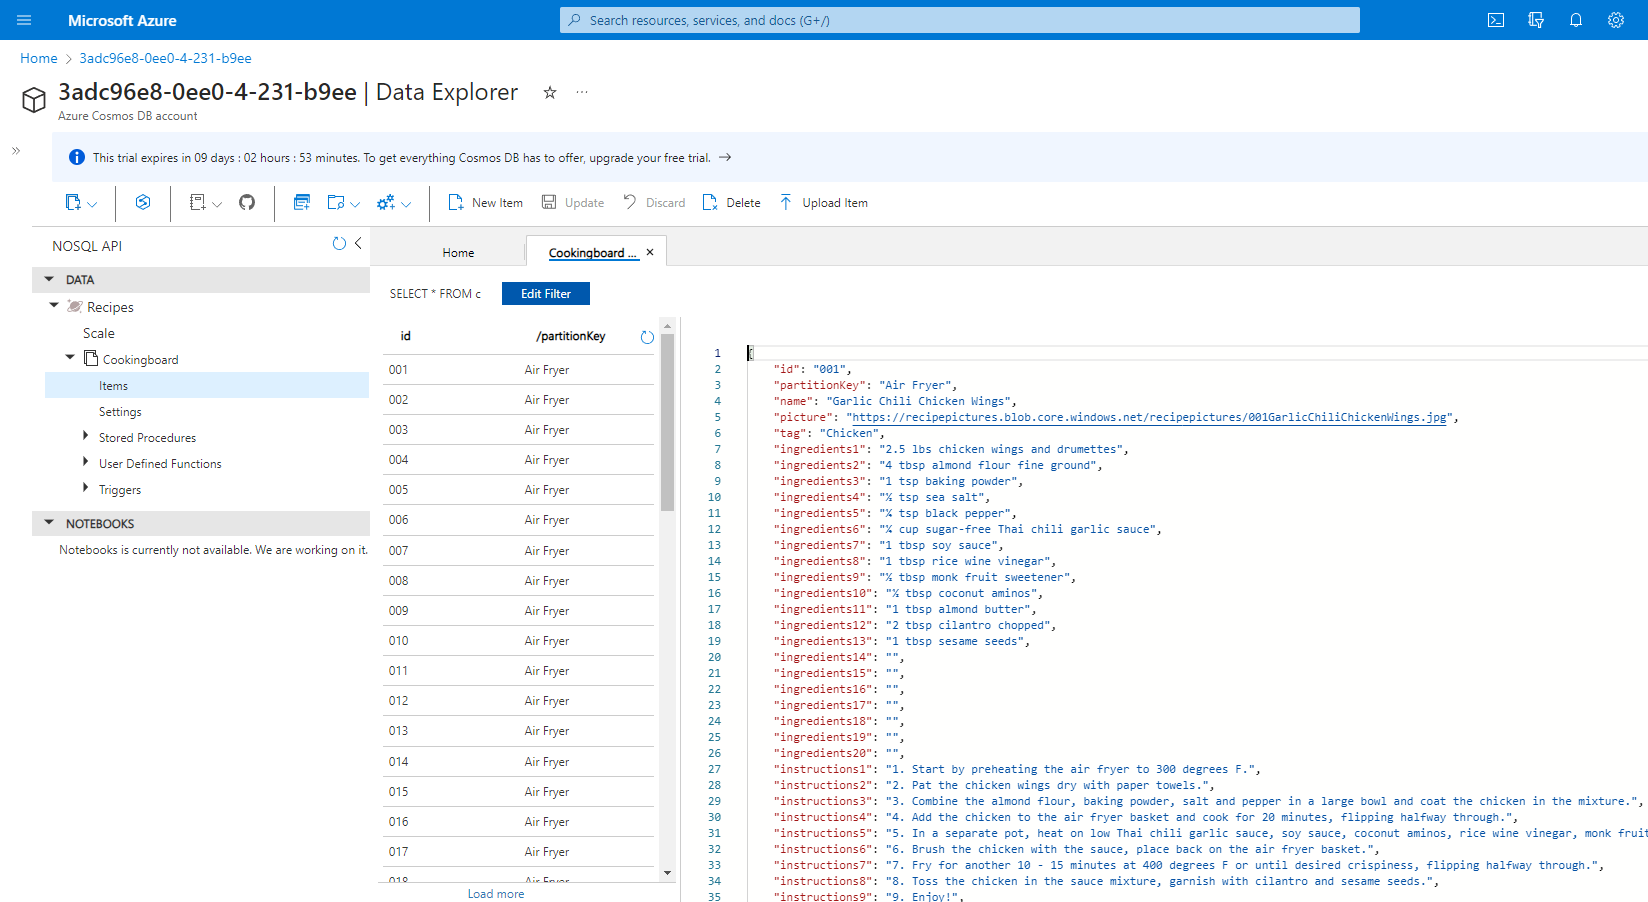 Microsoft Azure
Search resources, services, and docs (G+/)
Home > 3adc96e8-0ee0-4-231-b9ee
3adc96e8-0ee0-4-231-b9ee | Data Explorer
Azure Cosmos DB account
This trial expires in 09 days : 02 hours : 53 minutes. To get everything Cosmos DB has to offer, upgrade your free trial. →
New Item Update Discard Delete Upload Item
NOSQL API
DATA
Recipes
Scale
Cookingboard
Items
Settings
Stored Procedures
User Defined Functions
Triggers
NOTEBOOKS
Notebooks is currently not available. We are working on it.
Home Cookingboard ...
SELECT * FROM c Edit Filter
id /partitionKey
001 Air Fryer
002 Air Fryer
003 Air Fryer
004 Air Fryer
005 Air Fryer
006 Air Fryer
007 Air Fryer
008 Air Fryer
009 Air Fryer
010 Air Fryer
011 Air Fryer
012 Air Fryer
013 Air Fryer
014 Air Fryer
015 Air Fryer
016 Air Fryer
017 Air Fryer
018 Air Fryer
Load more
1 {
2 "id": "001",
3 "partitionKey": "Air Fryer",
4 "name": "Garlic Chili Chicken Wings",
5 "picture": "https://recipepictures.blob.core.windows.net/recipepictures/001GarlicChiliChickenWings.jpg",
6 "tag": "Chicken",
7 "ingredients1": "2.5 lbs chicken wings and drumettes",
8 "ingredients2": "4 tbsp almond flour fine ground",
9 "ingredients3": "1 tsp baking powder",
10 "ingredients4": " tsp sea salt",
11 "ingredients5": " tsp black pepper",
12 "ingredients6": " cup sugar-free Thai chili garlic sauce",
13 "ingredients7": "1 tbsp soy sauce",
14 "ingredients8": "1 tbsp rice wine vinegar",
15 "ingredients9": " tbsp monk fruit sweetener",
16 "ingredients10": " tbsp coconut aminos",
17 "ingredients11": "1 tbsp almond butter",
18 "ingredients12": "2 tbsp cilantro chopped",
19 "ingredients13": "1 tbsp sesame seeds",
20 "ingredients14": "",
21 "ingredients15": "",
22 "ingredients16": "",
23 "ingredients17": "",
24 "ingredients18": "",
25 "ingredients19": "",
26 "ingredients20": "",
27 "instructions1": "1. Start by preheating the air fryer to 300 degrees F.",
28 "instructions2": "2. Pat the chicken wings dry with paper towels.",
29 "instructions3": "3. Combine the almond flour, baking powder, salt and pepper in a large bowl and coat the chicken in the mixture.",
30 "instructions4": "4. Add the chicken to the air fryer basket and cook for 20 minutes, flipping halfway through.",
31 "instructions5": "5. In a separate pot, heat on low Thai chili garlic sauce, soy sauce, coconut aminos, rice wine vinegar, monk fruit
32 "instructions6": "6. Brush the chicken with the sauce, place back on the air fryer basket.",
33 "instructions7": "7. Fry for another 10 - 15 minutes at 400 degrees F or until desired crispiness, flipping halfway through.",
34 "instructions8": "8. Toss the chicken in the sauce mixture, garnish with cilantro and sesame seeds.",
35 "instructions9": "9. Enjoy!",